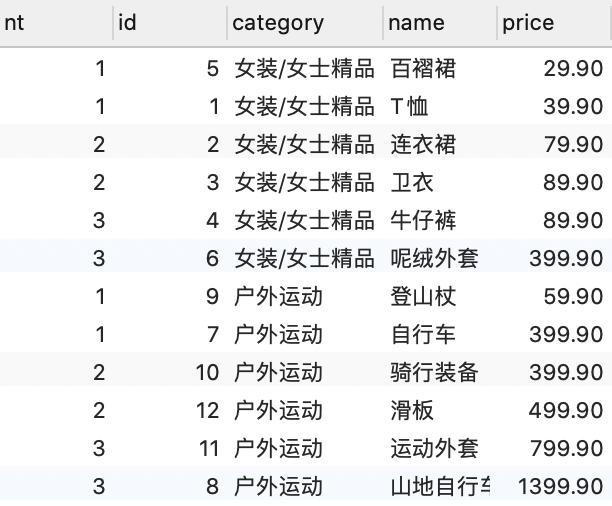 nt id category name price
1 5 女装/女士精品 百褶裙 29.90
1 1 女装/女士精品 T恤 39.90
2 2 女装/女士精品 连衣裙 79.90
2 3 女装/女士精品 卫衣 89.90
3 4 女装/女士精品 牛仔裤 89.90
3 6 女装/女士精品 呢绒外套 399.90
1 9 户外运动 登山杖 59.90
1 7 户外运动 自行车 399.90
2 10 户外运动 骑行装备 399.90
2 12 户外运动 滑板 499.90
3 11 户外运动 运动外套 799.90
3 8 户外运动 山地自行车 1399.90